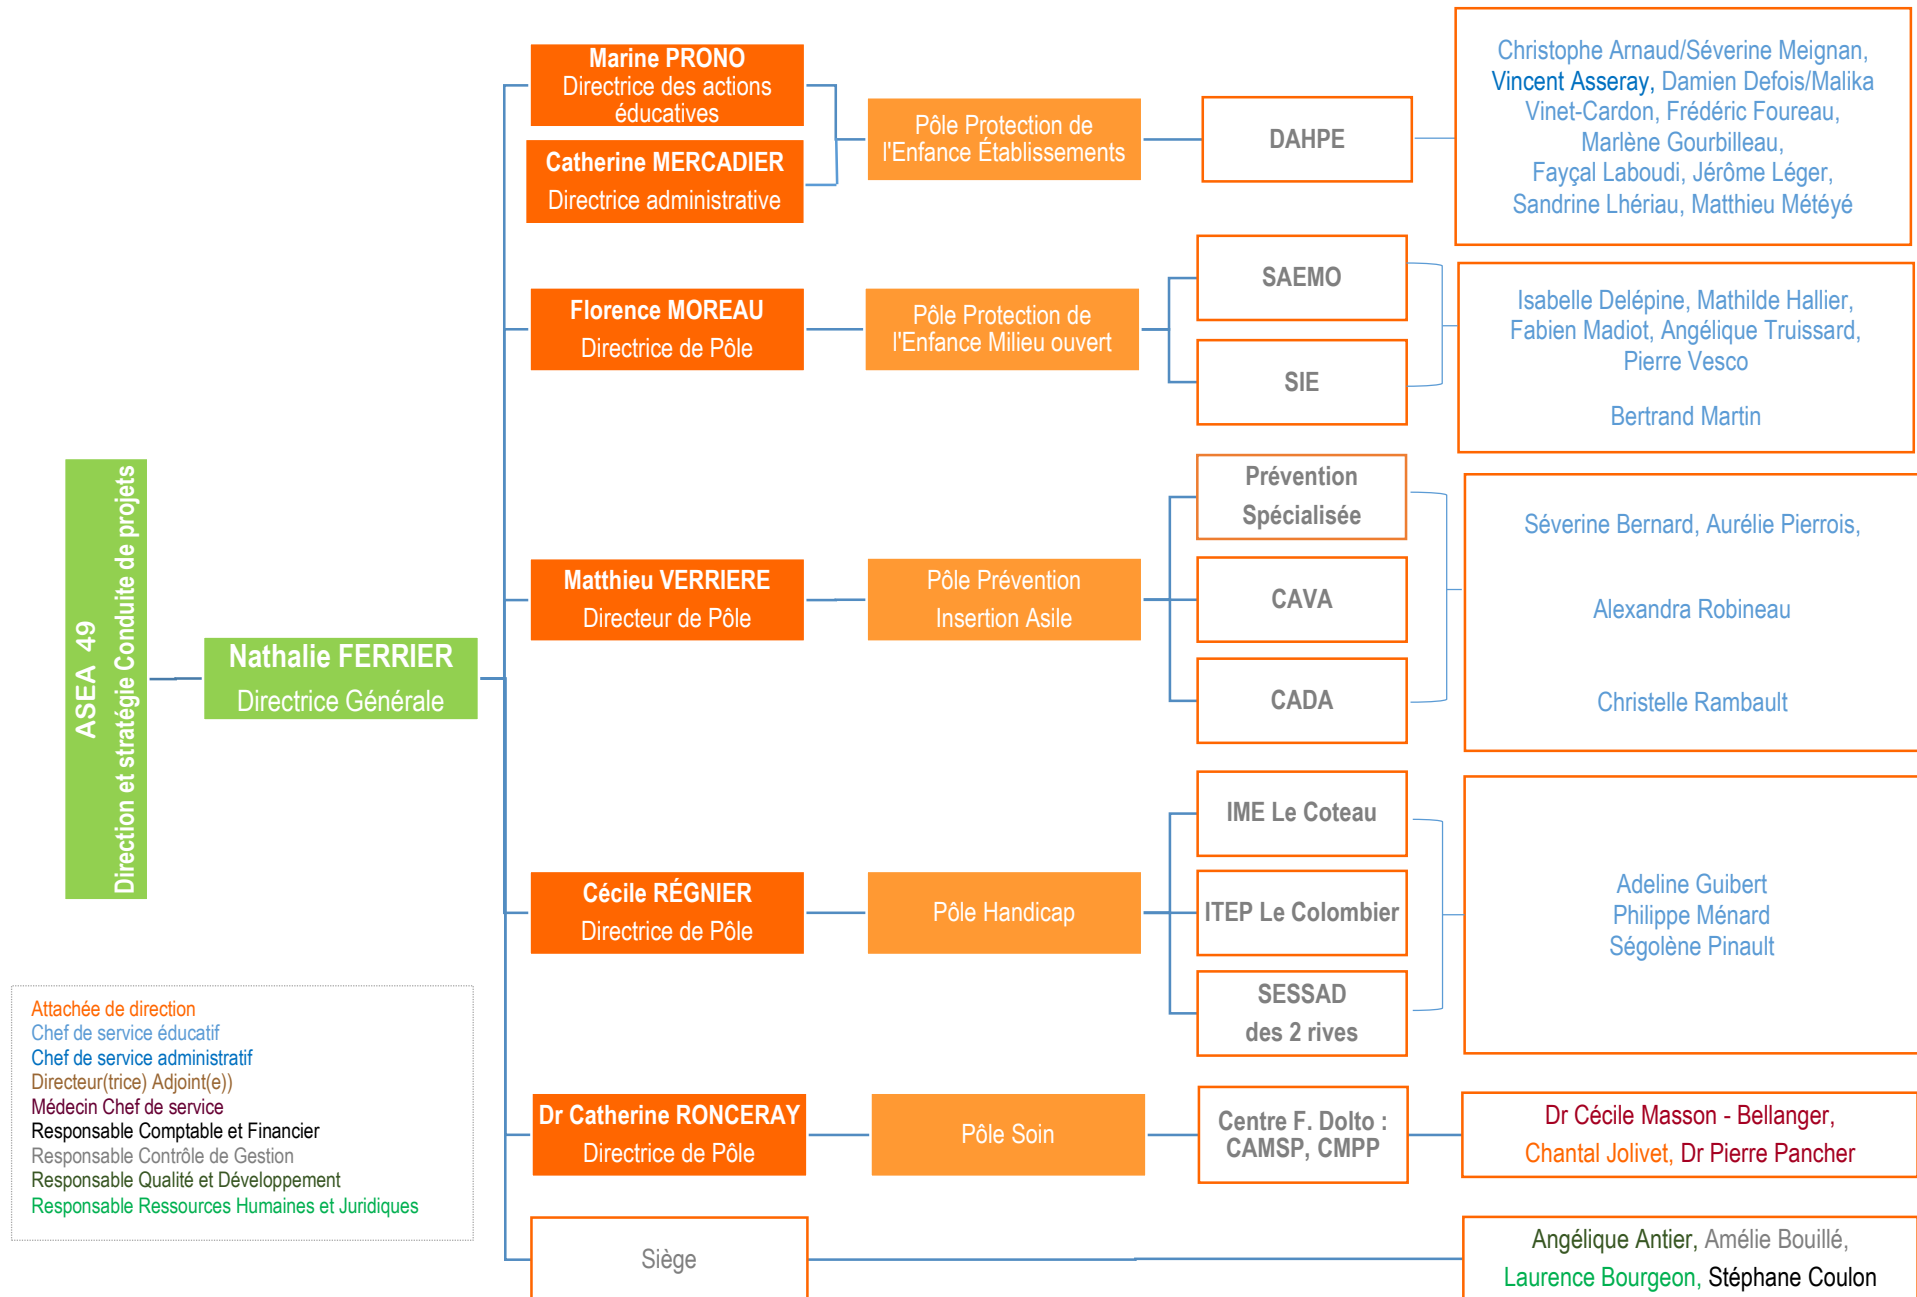 ASEA 49
Direction et stratégie Conduite de projets
Nathalie FERRIER
Directrice Générale
Marine PRONO
Directrice des actions
éducatives
Catherine MERCADIER
Directrice administrative
Pôle Protection de
l'Enfance Établissements
DAHPE
Christophe Arnaud/Séverine Meignan,
Vincent Asseray, Damien Defois/Malika
Vinet-Cardon, Frédéric Foureau,
Marlène Gourbilleau,
Fayçal Laboudi, Jérôme Léger,
Sandrine Lhériau, Matthieu Météyé
Florence MOREAU
Directrice de Pôle
Pôle Protection de
l'Enfance Milieu ouvert
SAEMO
SIE
Isabelle Delépine, Mathilde Hallier,
Fabien Madiot, Angélique Truissard,
Pierre Vesco
Bertrand Martin
Matthieu VERRIERE
Directeur de Pôle
Pôle Prévention
Insertion Asile
Prévention
Spécialisée
CAVA
CADA
Séverine Bernard, Aurélie Pierrois,
Alexandra Robineau
Christelle Rambault
Cécile RÉGNIER
Directrice de Pôle
Pôle Handicap
IME Le Coteau
ITEP Le Colombier
SESSAD
des 2 rives
Adeline Guibert
Philippe Ménard
Ségolène Pinault
Dr Catherine RONCERAY
Directrice de Pôle
Pôle Soin
Centre F. Dolto :
CAMSP, CMPP
Dr Cécile Masson - Bellanger,
Chantal Jolivet, Dr Pierre Pancher
Siège
Angélique Antier, Amélie Bouillé,
Laurence Bourgeon, Stéphane Coulon
Attachée de direction
Chef de service éducatif
Chef de service administratif
Directeur(trice) Adjoint(e))
Médecin Chef de service
Responsable Comptable et Financier
Responsable Contrôle de Gestion
Responsable Qualité et Développement
Responsable Ressources Humaines et Juridiques